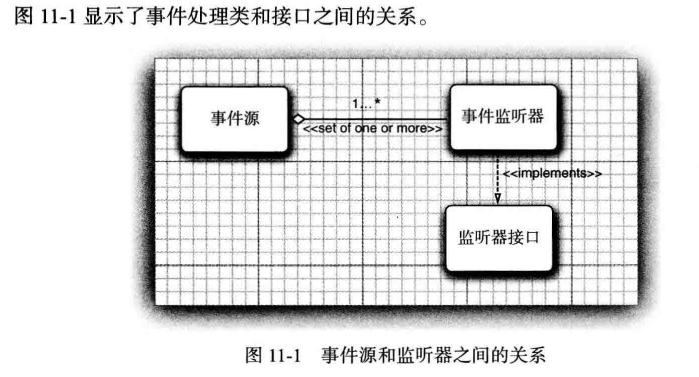 图 11-1 显示了事件处理类和接口之间的关系。
事件源
1…*
<<set of one or more>>
事件监听器
<<implements>>
监听器接口
图 11-1 事件源和监听器之间的关系